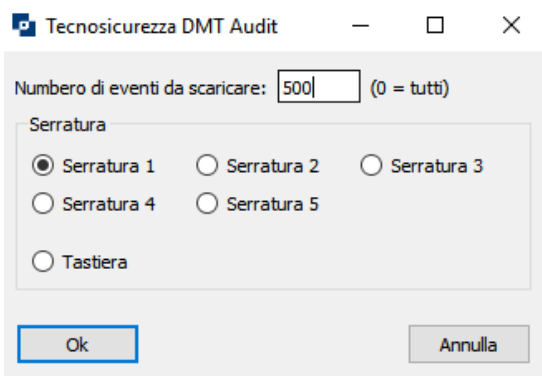 Tecnosicurezza DMT Audit
Numbero di eventi da scaricare: 500 (0 = tutti)
Serratura
Serratura 1 Serratura 2 Serratura 3
Serratura 4 Serratura 5
Tastiera
Ok Annulla